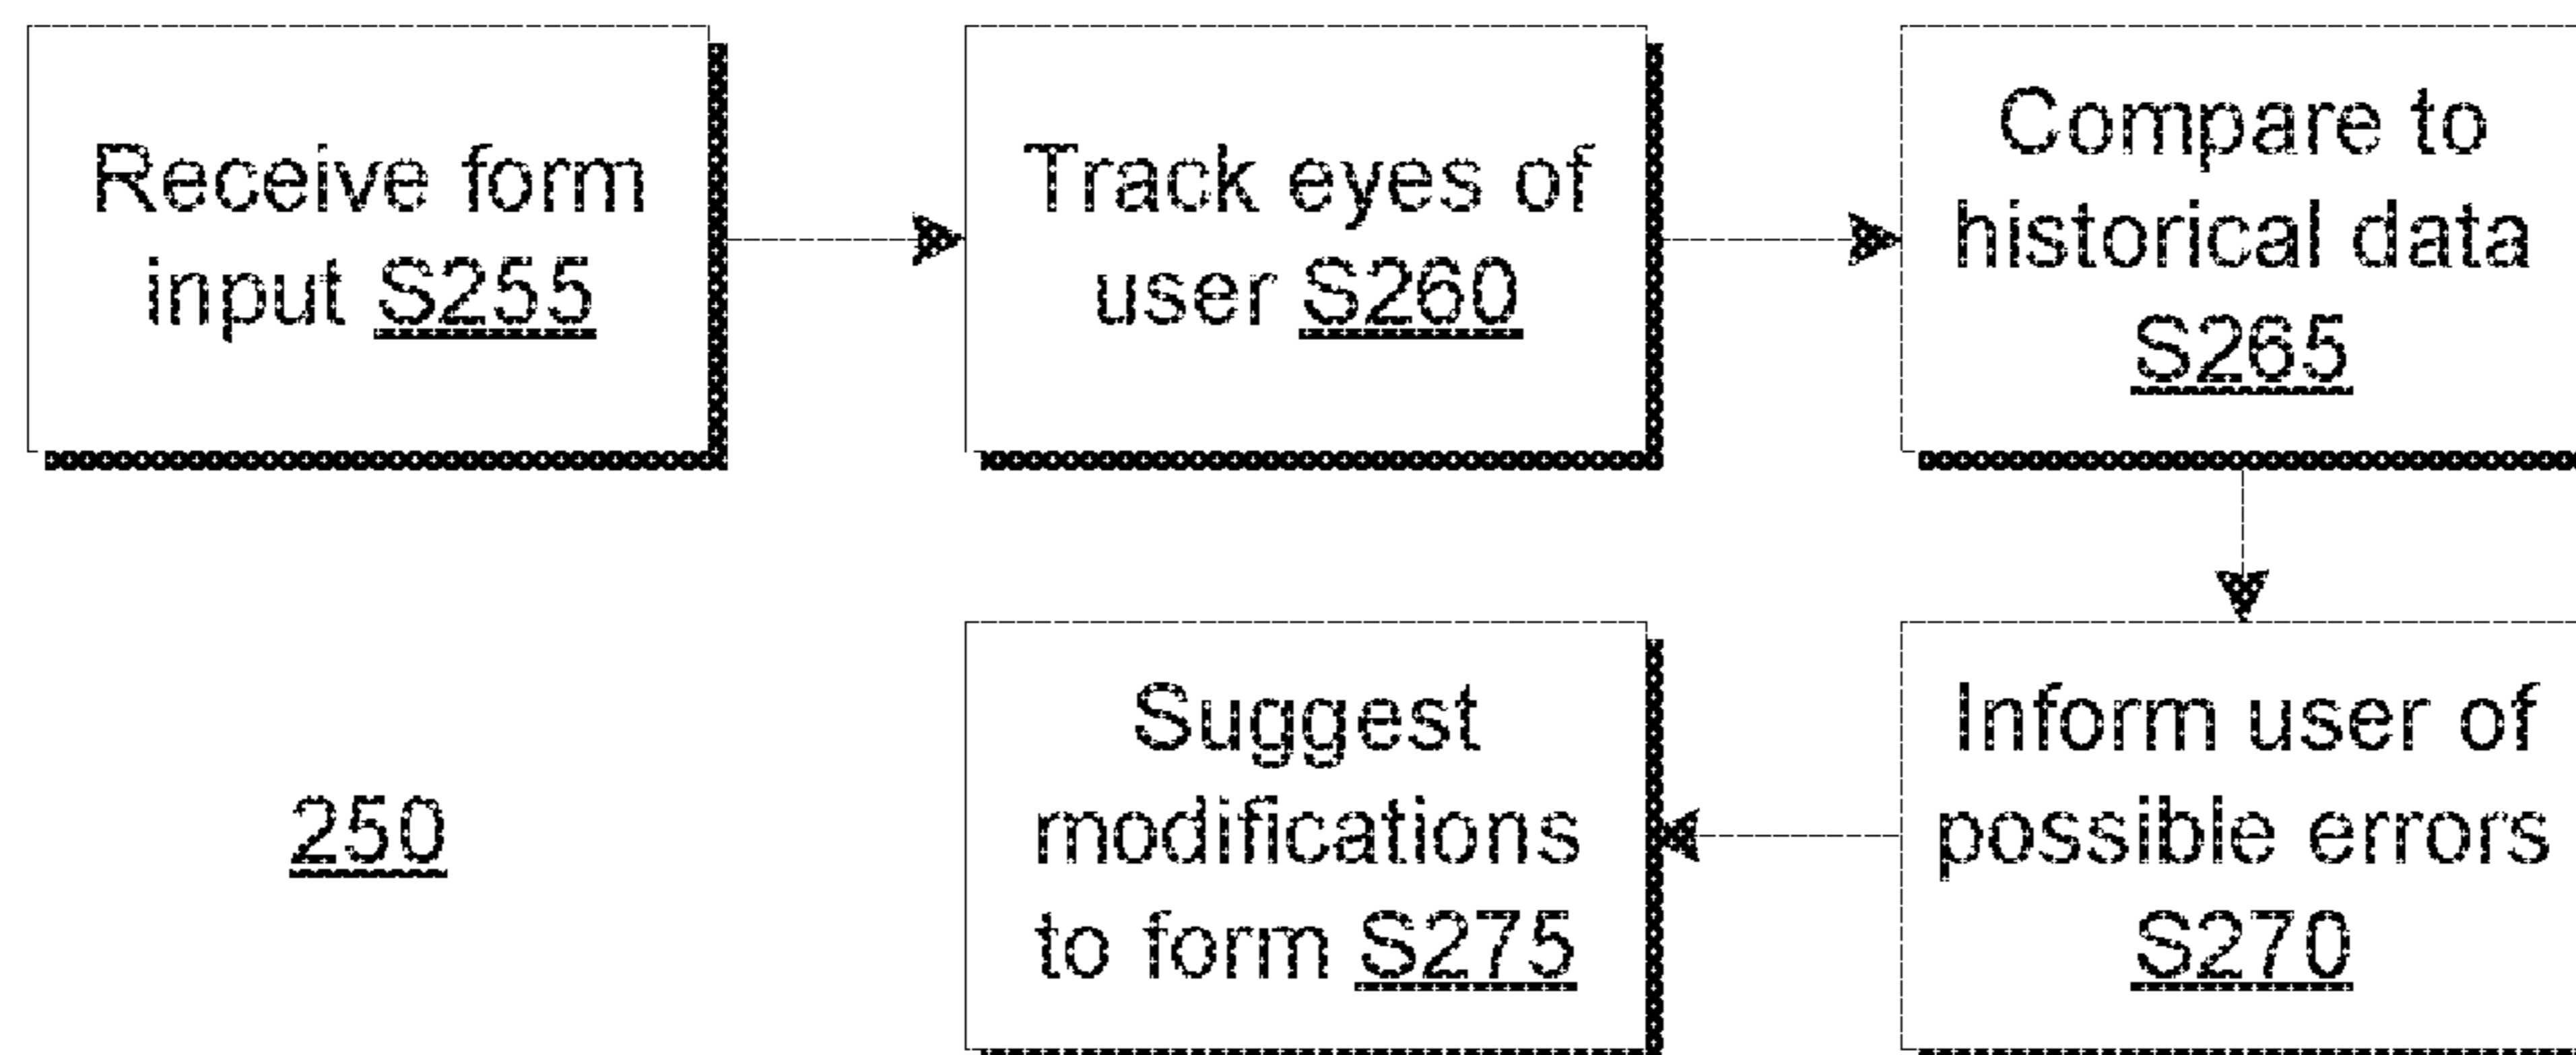 Receive form
input S255
Track eyes of
user S260
Compare to
historical data
S265
Inform user of
possible errors
S270
Suggest
modifications
to form S275
250